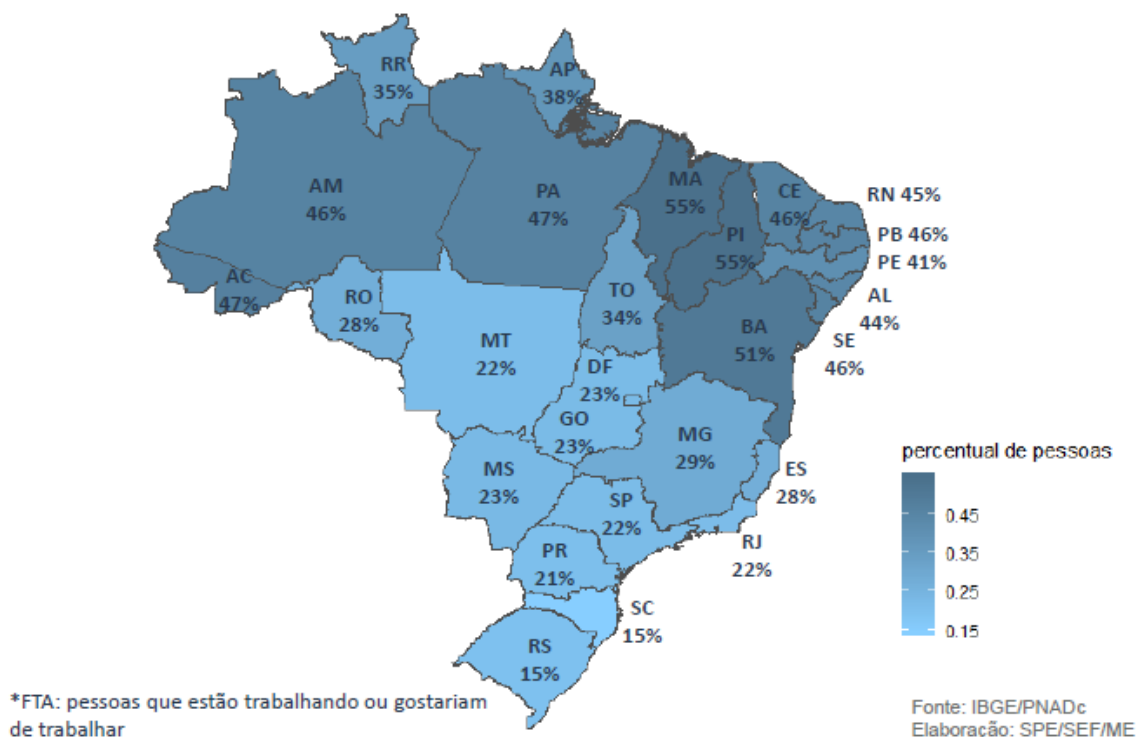 RR
35%
AP
38%
AM
46%
PA
47%
MA
55%
CE
46%
RN 45%
PI
55%
PB 46%
PE 41%
AC
47%
RO
28%
TO
34%
AL
44%
BA
51%
SE
46%
MT
22%
DF
23%
GO
23%
MG
29%
ES
28%
MS
23%
SP
22%
RJ
22%
PR
21%
SC
15%
RS
15%
percentual de pessoas
0.45
0.35
0.25
0.15
*FTA: pessoas que estão trabalhando ou gostariam
de trabalhar
Fonte: IBGE/PNADc
Elaboração: SPE/SEF/ME